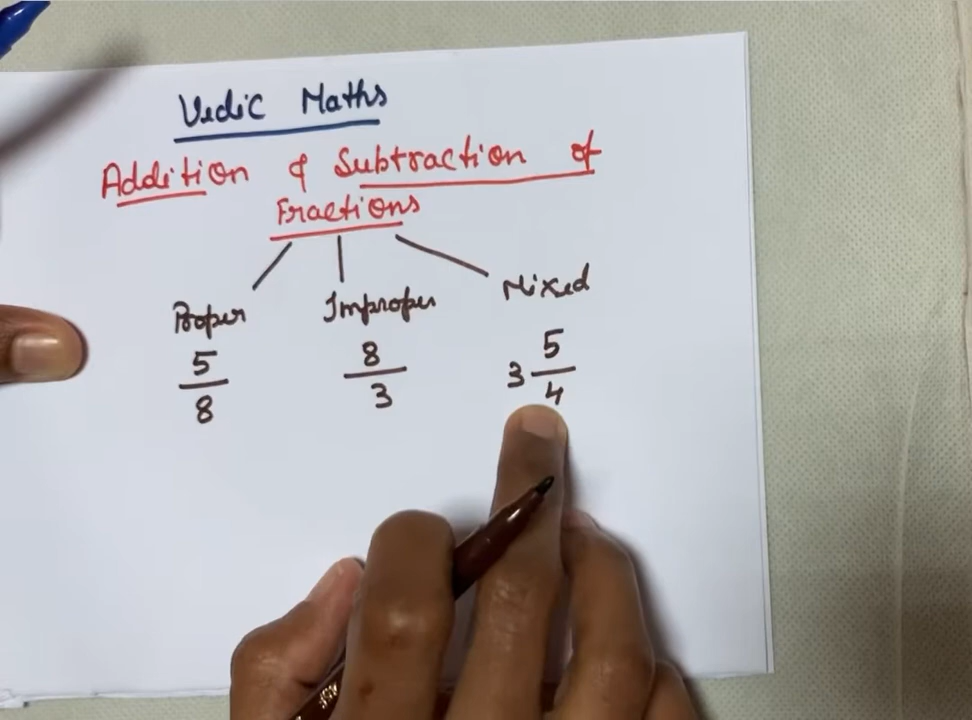 Vedic Maths
Addition & Subtraction of
Fractions
Proper Improper Mixed
5/8 8/3 3 5/4